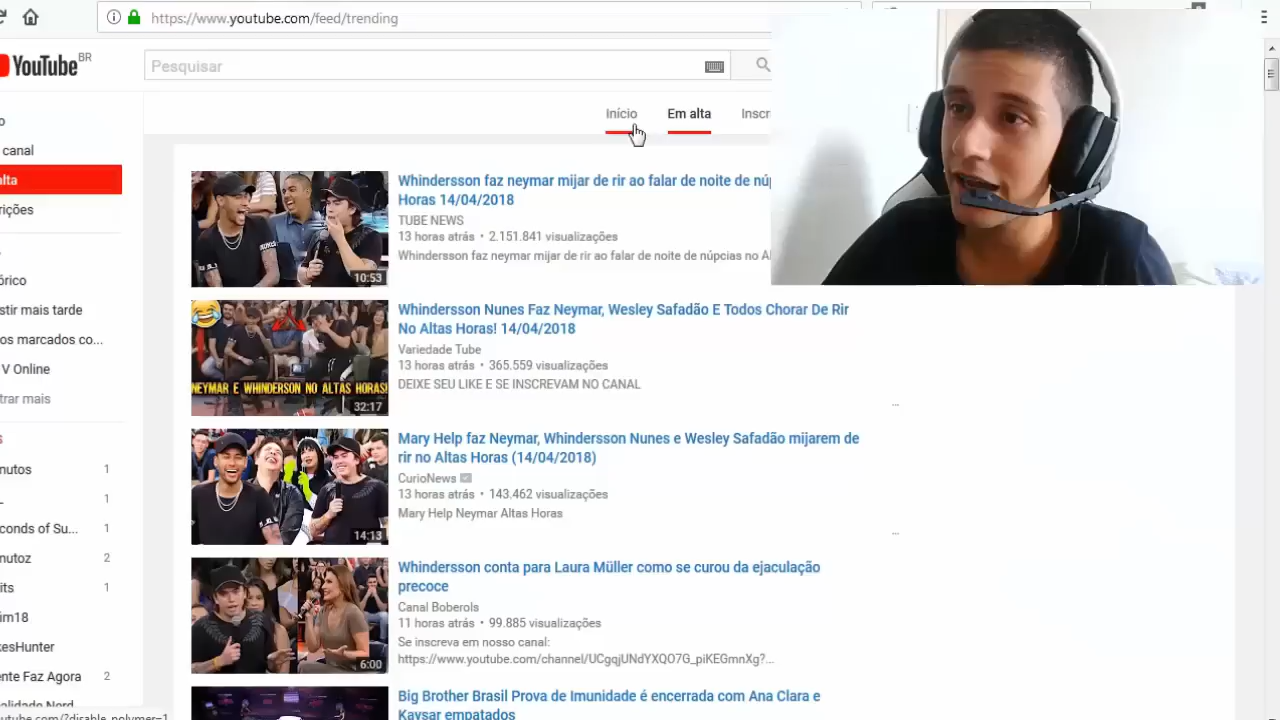 https://www.youtube.com/feed/trending
YouTube BR
Pesquisar
Início
Em alta
Inscr
o
canal
alta
rições
órico
stir mais tarde
os marcados co...
V Online
trar mais
s
nutos 1
1
conds of Su... 1
nutoz 2
its 1
im18
kesHunter
ente Faz Agora 2
alidade Nerd
utube.com/?disable_polymer=1
Whindersson faz neymar mijar de rir ao falar de noite de núp
Horas 14/04/2018
TUBE NEWS
13 horas atrás • 2.151.841 visualizações
Whindersson faz neymar mijar de rir ao falar de noite de núpcias no A
10:53
Whindersson Nunes Faz Neymar, Wesley Safadão E Todos Chorar De Rir
No Altas Horas! 14/04/2018
Variedade Tube
13 horas atrás • 365.559 visualizações
DEIXE SEU LIKE E SE INSCREVAM NO CANAL
...
NEYMAR E WHINDERSSON NO ALTAS HORAS!
32:17
Mary Help faz Neymar, Whindersson Nunes e Wesley Safadão mijarem de
rir no Altas Horas (14/04/2018)
CurioNews
13 horas atrás • 143.462 visualizações
Mary Help Neymar Altas Horas
...
14:13
Whindersson conta para Laura Müller como se curou da ejaculação
precoce
Canal Boberols
11 horas atrás • 99.885 visualizações
Se inscreva em nosso canal:
https://www.youtube.com/channel/UCgqjUNdYXQO7G_piKEGmnXg?...
6:00
Big Brother Brasil Prova de Imunidade é encerrada com Ana Clara e
Kaysar empatados